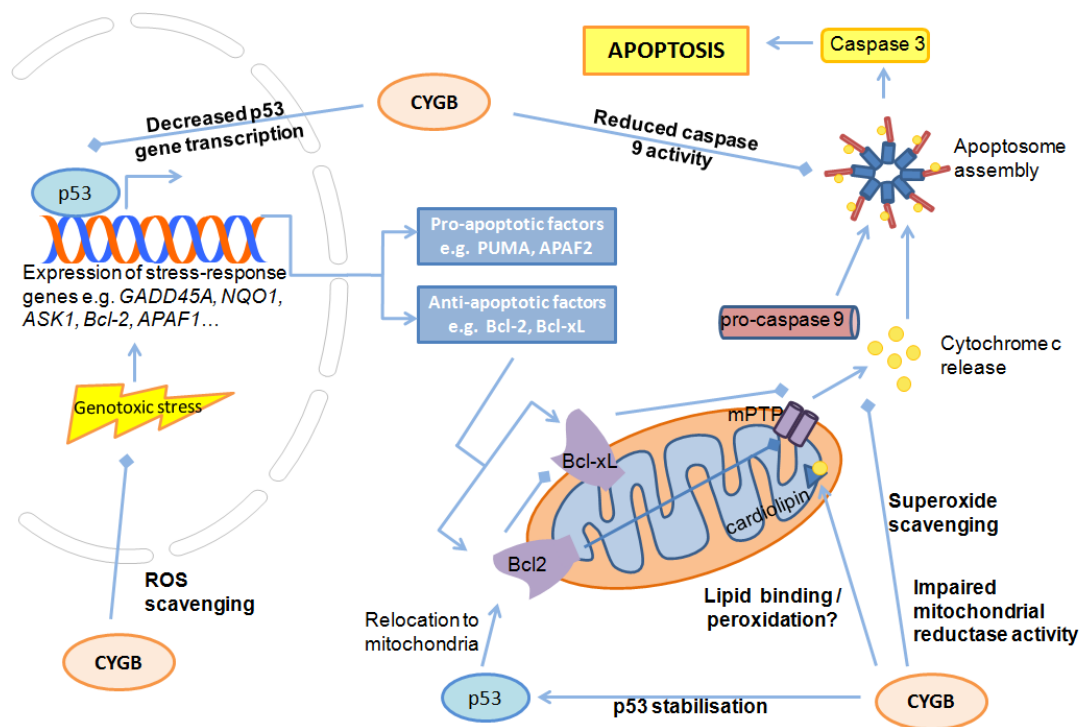 APOPTOSIS
Caspase 3
CYGB
Decreased p53
gene transcription
Reduced caspase
9 activity
Apoptosome
assembly
p53
Pro-apoptotic factors
e.g. PUMA, APAF2
Expression of stress-response
genes e.g. GADD45A, NQO1,
ASK1, Bcl-2, APAF1...
Anti-apoptotic factors
e.g. Bcl-2, Bcl-xL
pro-caspase 9
Cytochrome c
release
Genotoxic stress
mPTP
Bcl-xL
cardiolipin
Superoxide
scavenging
Bcl2
ROS
scavenging
Lipid binding/
peroxidation?
Impaired
mitochondrial
reductase activity
Relocation to
mitochondria
CYGB
p53
p53 stabilisation
CYGB